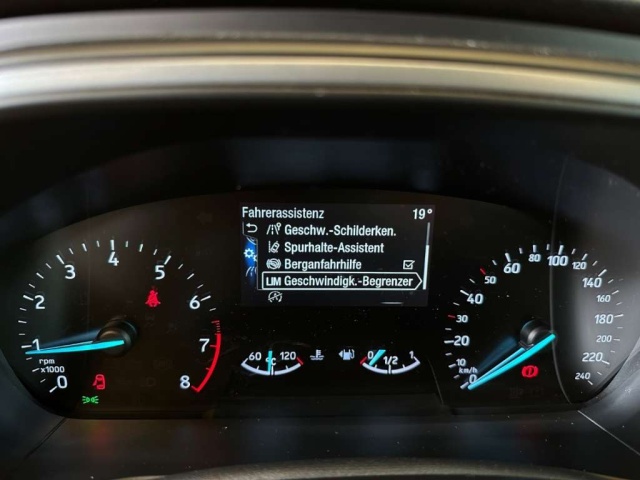 Fahrerassistenz 19°
Geschw.-Schilderken.
Spurhalte-Assistent
Berganfahrhilfe
LIM Geschwindigk.-Begrenzer
0 1 2 3 4 5 6 7 8
rpm
x1000
60 C 120
0 1/2 1
0 10 20 30 30 40 50 60 80 100 120 140 160 180 200 220 240
km/h